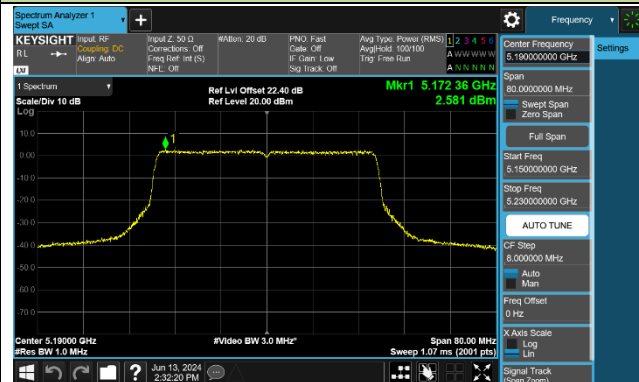 Spectrum Analyzer 1
Swept SA
Frequency
KEYSIGHT
RL
LXI
Input: RF
Coupling: DC
Align: Auto
Input Z: 50 Ω
Corrections: Off
Freq Ref: Int (S)
NFE: Off
#Atten: 20 dB
PNO: Fast
Gate: Off
IF Gain: Low
Sig Track: Off
Avg Type: Power (RMS)
Avg|Hold: 100/100
Trig: Free Run
1 2 3 4 5 6
A W W W W W
A N N N N N
1 Spectrum
Scale/Div 10 dB
Log
Ref Lvl Offset 22.40 dB
Ref Level 20.00 dBm
Mkr1 5.172 36 GHz
2.581 dBm
1
10.0
0.00
-10.0
-20.0
-30.0
-40.0
-50.0
-60.0
-70.0
Center 5.19000 GHz
#Res BW 1.0 MHz
#Video BW 3.0 MHz*
Span 80.00 MHz
Sweep 1.07 ms (2001 pts)
Jun 13, 2024
2:32:20 PM
Center Frequency
5.190000000 GHz
Settings
Span
80.0000000 MHz
Swept Span
Zero Span
Full Span
Start Freq
5.150000000 GHz
Stop Freq
5.230000000 GHz
AUTO TUNE
CF Step
8.000000 MHz
Auto
Man
Freq Offset
0 Hz
X Axis Scale
Log
Lin
Signal Track
(Span Zoom)